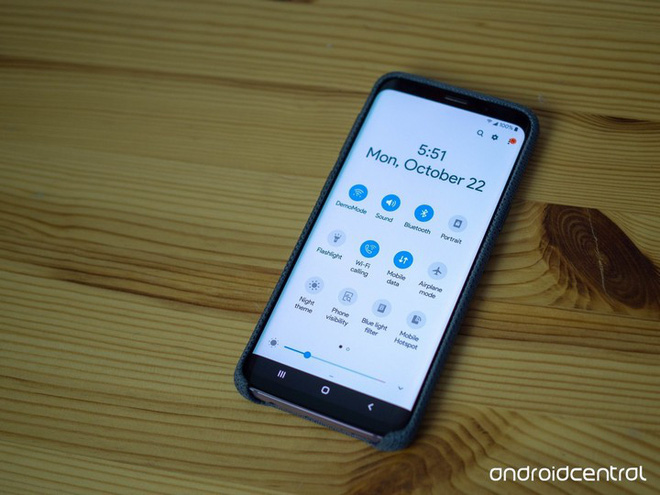 100%
5:51
Mon, October 22
DemoMode Sound Bluetooth Portrait
Flashlight Wi-Fi calling Mobile data Airplane mode
Night theme Phone visibility Blue light filter Mobile Hotspot
androidcentral